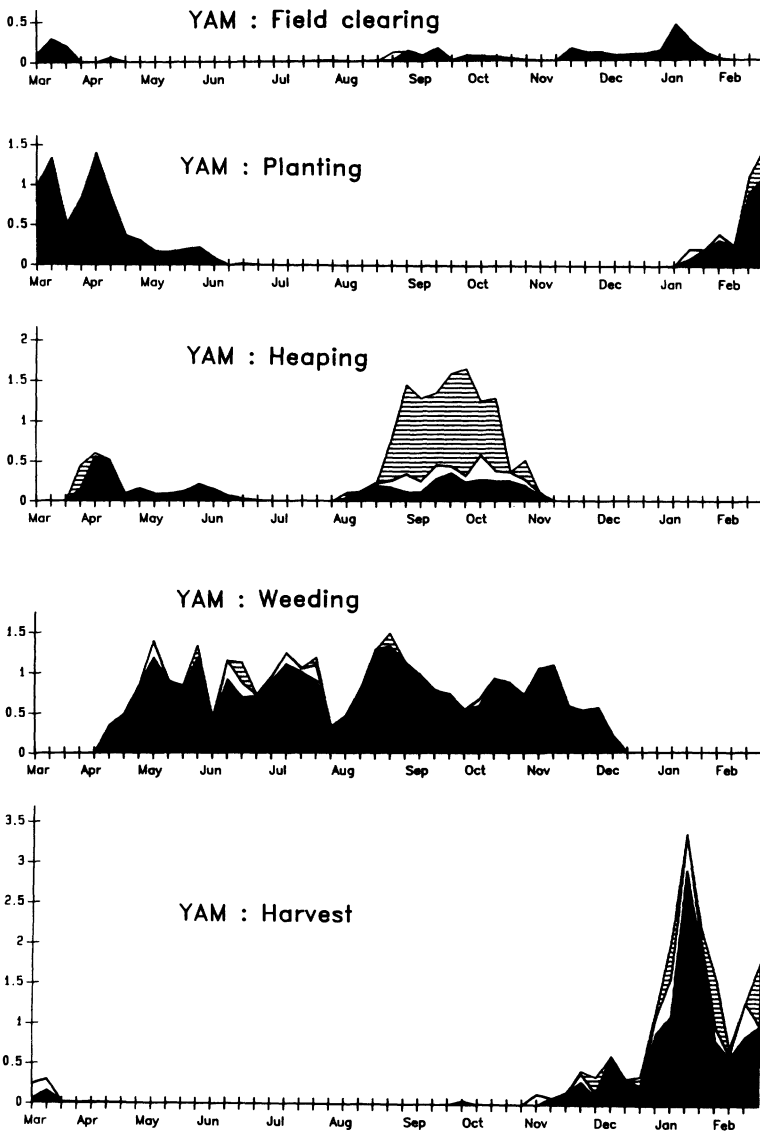 YAM : Field clearing
0.5
0
Mar Apr May Jun Jul Aug Sep Oct Nov Dec Jan Feb
YAM : Planting
1.5
1
0.5
0
Mar Apr May Jun Jul Aug Sep Oct Nov Dec Jan Feb
YAM : Heaping
2
1.5
1
0.5
0
Mar Apr May Jun Jul Aug Sep Oct Nov Dec Jan Feb
YAM : Weeding
1.5
1
0.5
0
Mar Apr May Jun Jul Aug Sep Oct Nov Dec Jan Feb
3.5
3
2.5
YAM : Harvest
2
1.5
1
0.5
0
Mar Apr May Jun Jul Aug Sep Oct Nov Dec Jan Feb